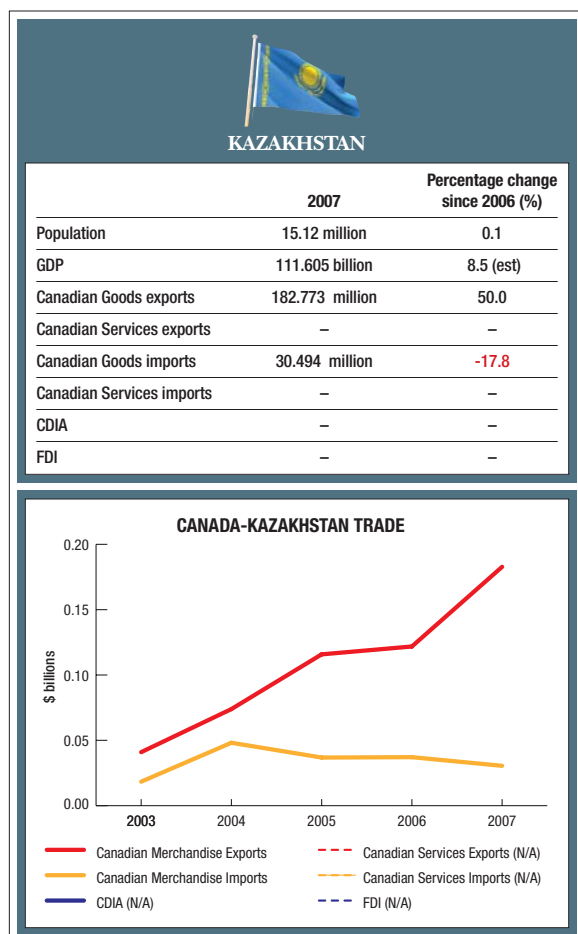 KAZAKHSTAN
Percentage change
2007 since 2006 (%)
Population 15.12 million 0.1
GDP 111.605 billion 8.5 (est)
Canadian Goods exports 182.773 million 50.0
Canadian Services exports – –
Canadian Goods imports 30.494 million -17.8
Canadian Services imports – –
CDIA – –
FDI – –
CANADA-KAZAKHSTAN TRADE
$ billions
0.20
0.15
0.10
0.05
0.00
2003 2004 2005 2006 2007
Canadian Merchandise Exports Canadian Services Exports (N/A)
Canadian Merchandise Imports Canadian Services Imports (N/A)
CDIA (N/A) FDI (N/A)